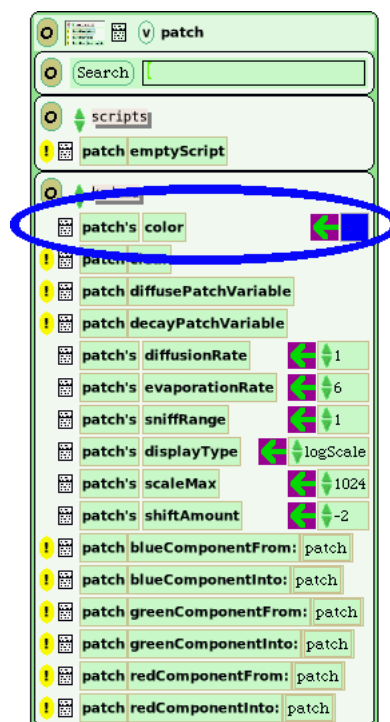 v patch
Search
scripts
! patch emptyScript
patch's color
! patch
! patch diffusePatchVariable
! patch decayPatchVariable
patch's diffusionRate 1
patch's evaporationRate 6
patch's sniffRange 1
patch's displayType logScale
patch's scaleMax 1024
patch's shiftAmount -2
! patch blueComponentFrom: patch
! patch blueComponentInto: patch
! patch greenComponentFrom: patch
! patch greenComponentInto: patch
! patch redComponentFrom: patch
! patch redComponentInto: patch